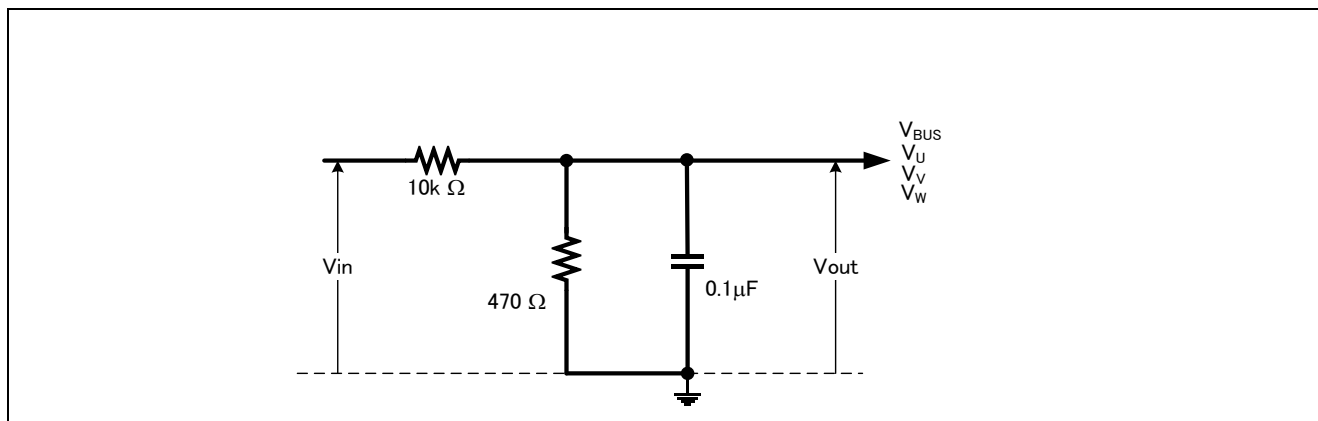 V_BUS
V_U
V_V
V_W
10k Ω
Vin
Vout
470 Ω
0.1μF